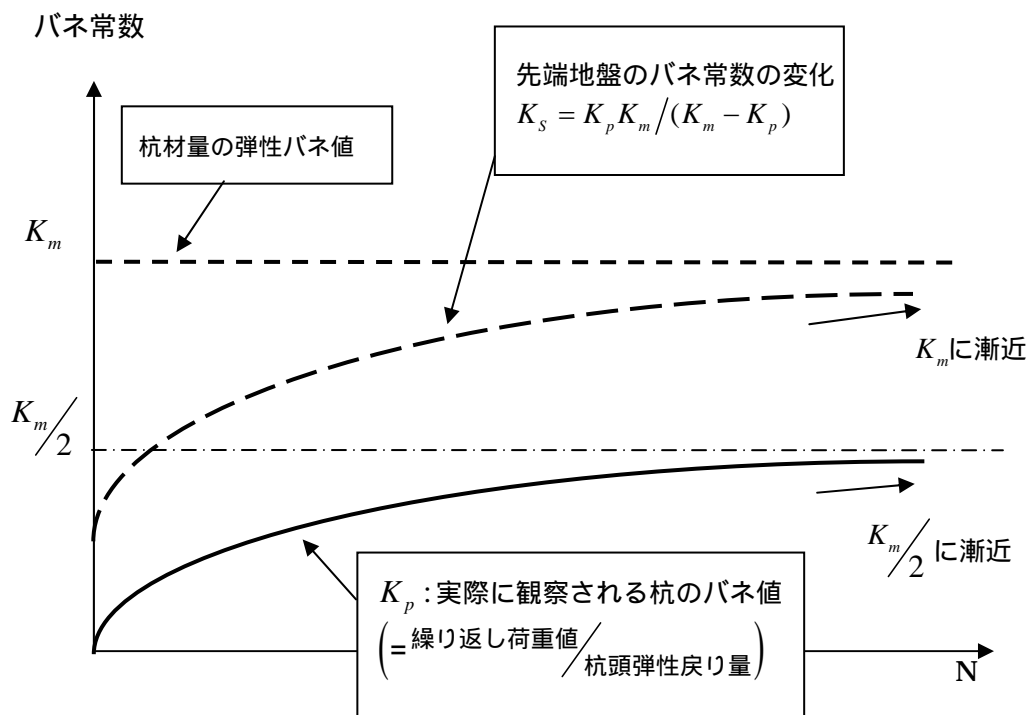 バネ常数
先端地盤のバネ常数の変化
K_S = K_p K_m / (K_m − K_p)
杭材量の弾性バネ値
K_m
K_mに漸近
K_m/2
K_m/2 に漸近
K_p : 実際に観察される杭のバネ値
(= 繰り返し荷重値/杭頭弾性戻り量)
N